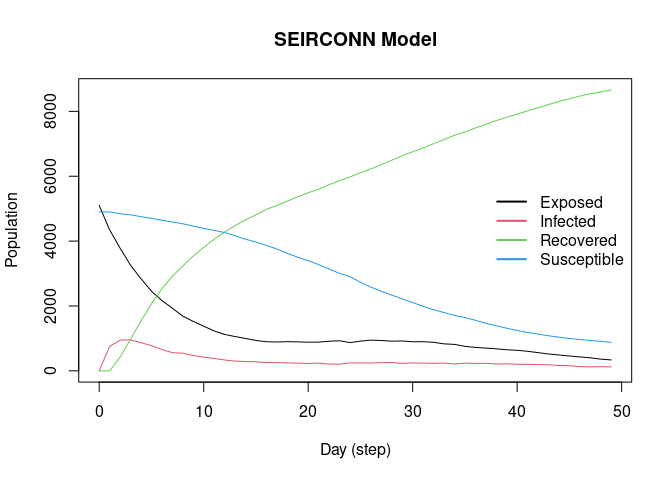 SEIRCONN Model
Population
8000
6000
4000
2000
0
Exposed
Infected
Recovered
Susceptible
0 10 20 30 40 50
Day (step)